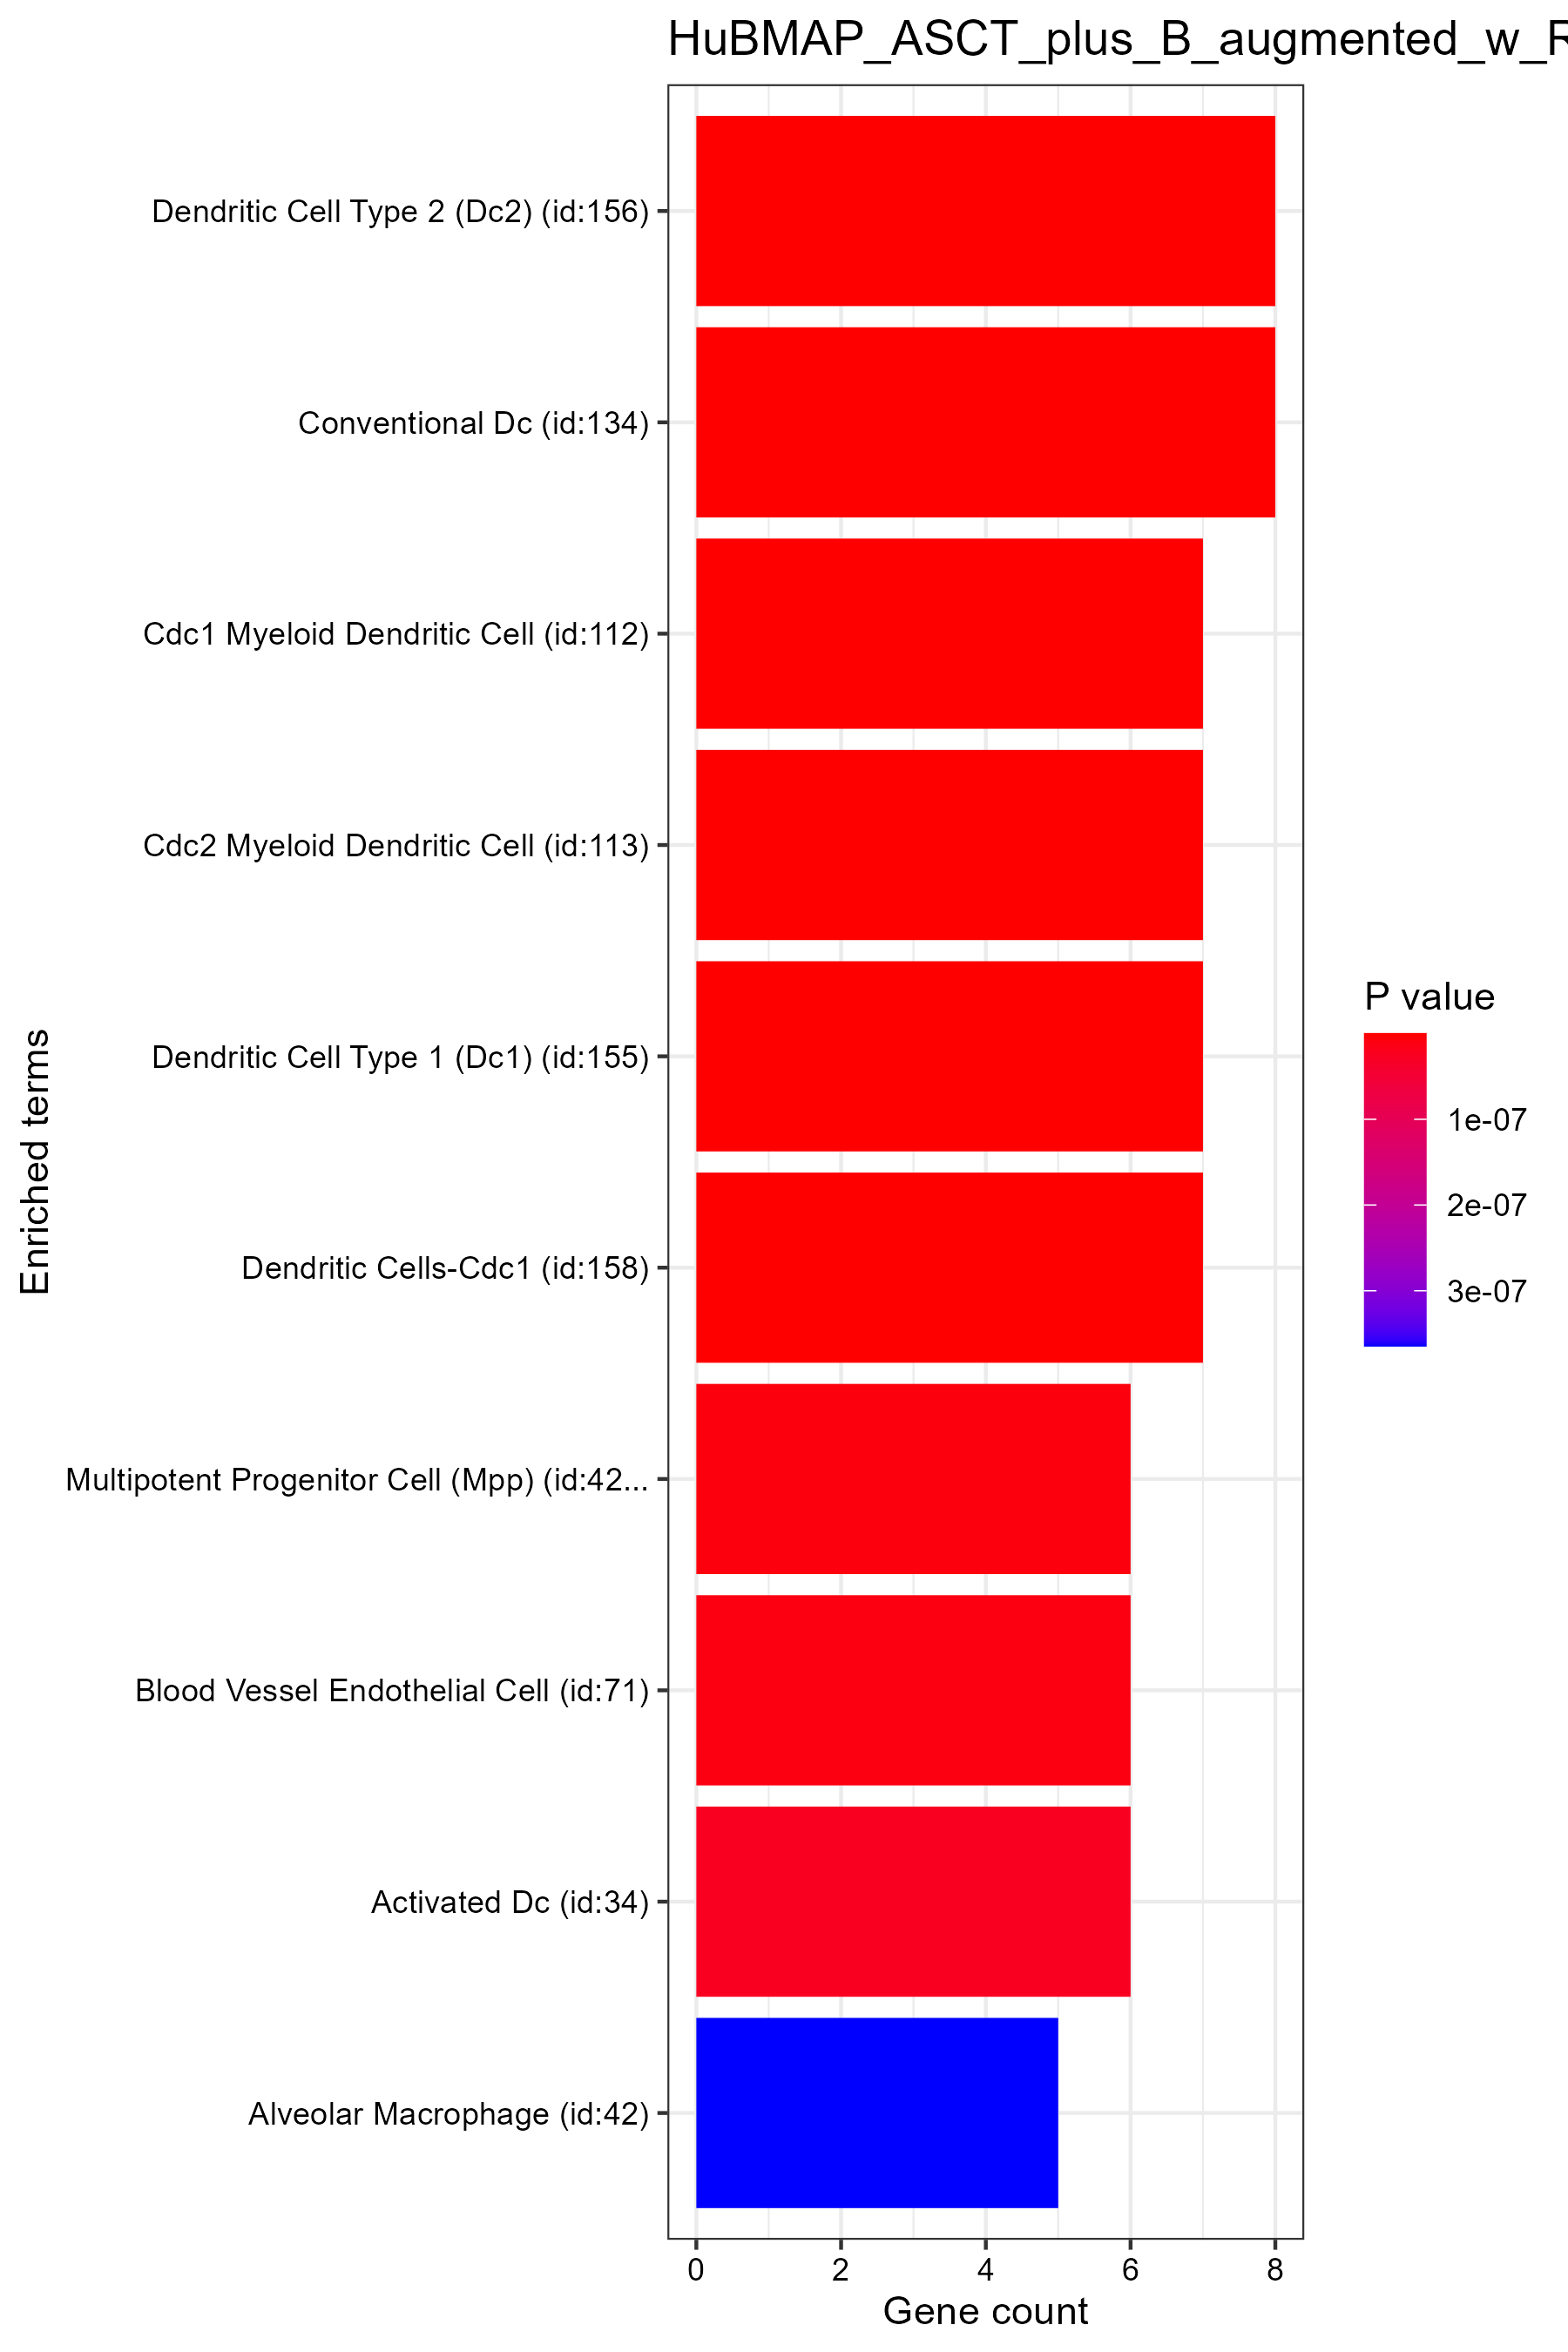 HuBMAP_ASCT_plus_B_augmented_w_R
Dendritic Cell Type 2 (Dc2) (id:156)
Conventional Dc (id:134)
Cdc1 Myeloid Dendritic Cell (id:112)
Cdc2 Myeloid Dendritic Cell (id:113)
Dendritic Cell Type 1 (Dc1) (id:155)
Dendritic Cells-Cdc1 (id:158)
Multipotent Progenitor Cell (Mpp) (id:42...
Blood Vessel Endothelial Cell (id:71)
Activated Dc (id:34)
Alveolar Macrophage (id:42)
Enriched terms
0 2 4 6 8
Gene count
P value
1e-07
2e-07
3e-07